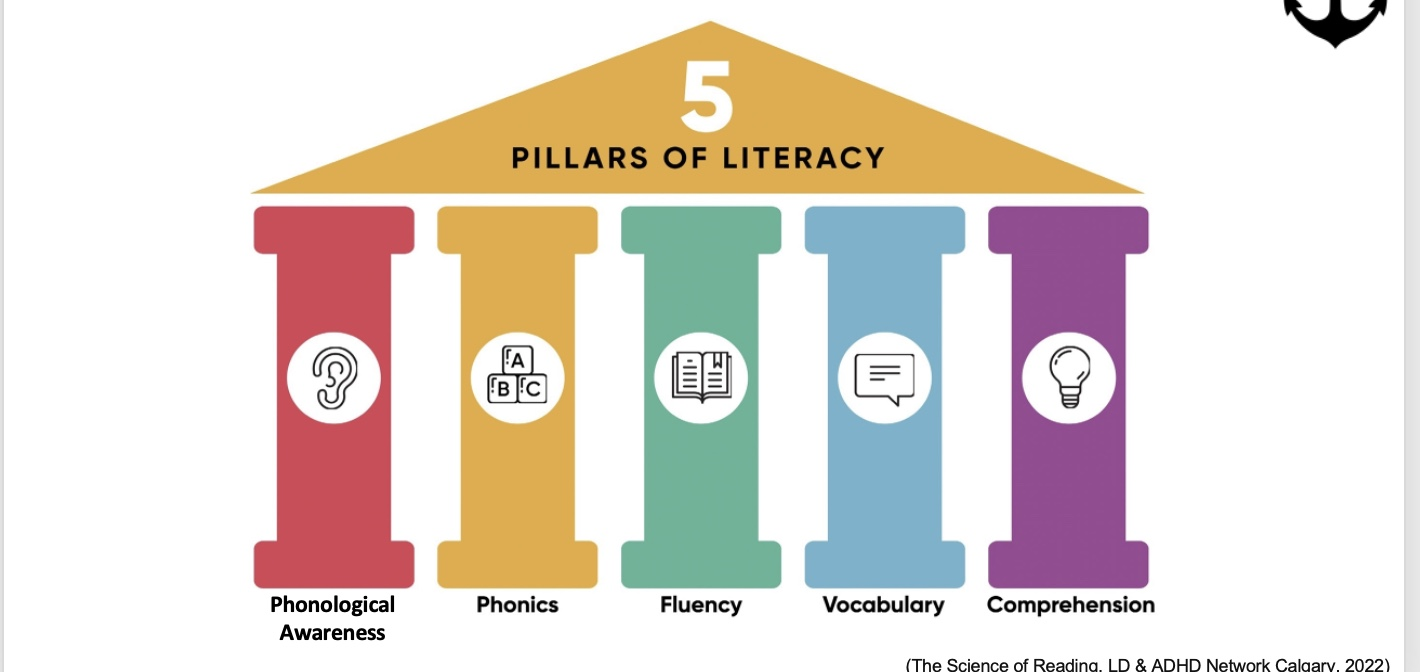 5
PILLARS OF LITERACY
A
B C
Phonological
Awareness
Phonics
Fluency
Vocabulary
Comprehension
(The Science of Reading, LD & ADHD Network Calgary, 2022)